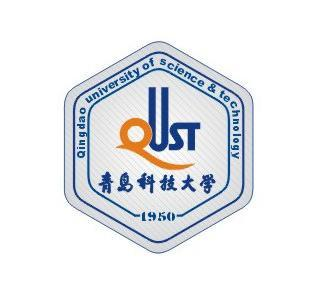 Qingdao university of science & technology
QUST
青岛科技大学
1950